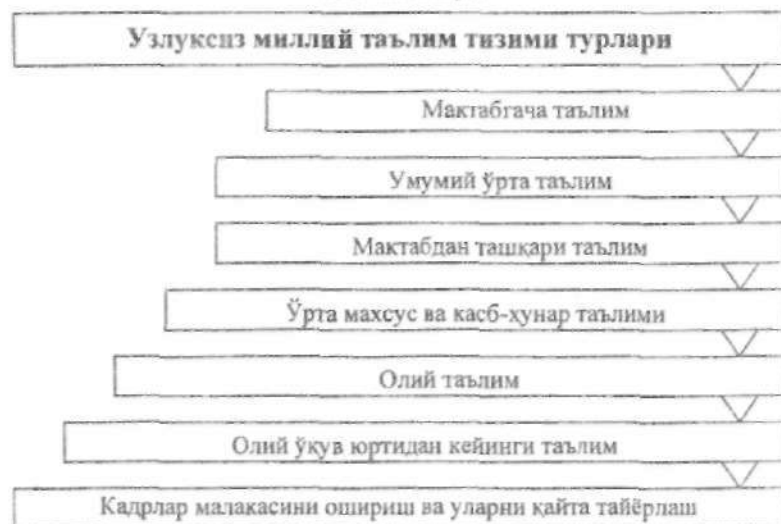 Узлуксиз миллий таълим тизими турлари
Мактабгача таълим
Умумий ўрта таълим
Мактабдан ташқари таълим
Ўрта махсус ва касб-ҳунар таълими
Олий таълим
Олий ўқув юртидан кейинги таълим
Кадрлар малакасини ошириш ва уларни қайта тайёрлаш